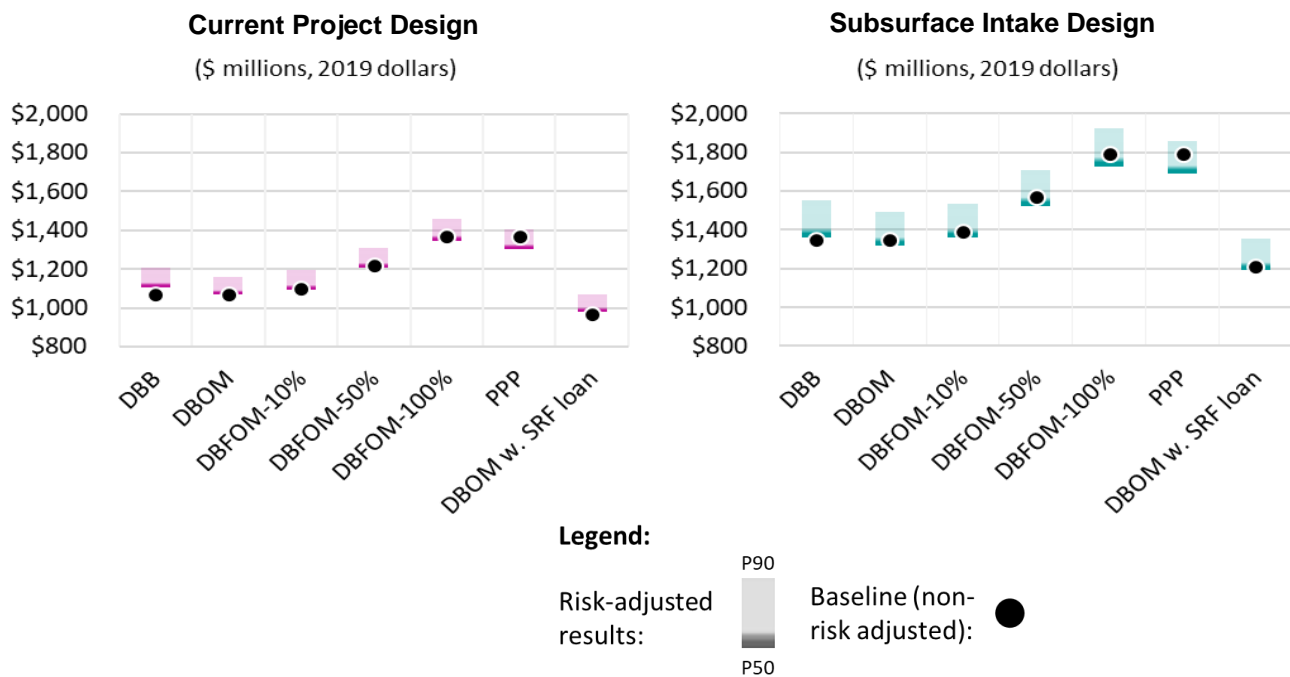 Current Project Design
($ millions, 2019 dollars)
$2,000
$1,800
$1,600
$1,400
$1,200
$1,000
$800
DBB
DBOM
DBFOM-10%
DBFOM-50%
DBFOM-100%
PPP
DBOM w. SRF loan
Subsurface Intake Design
($ millions, 2019 dollars)
$2,000
$1,800
$1,600
$1,400
$1,200
$1,000
$800
DBB
DBOM
DBFOM-10%
DBFOM-50%
DBFOM-100%
PPP
DBOM w. SRF loan
Legend:
P90
Risk-adjusted
results:
P50
Baseline (non-
risk adjusted):